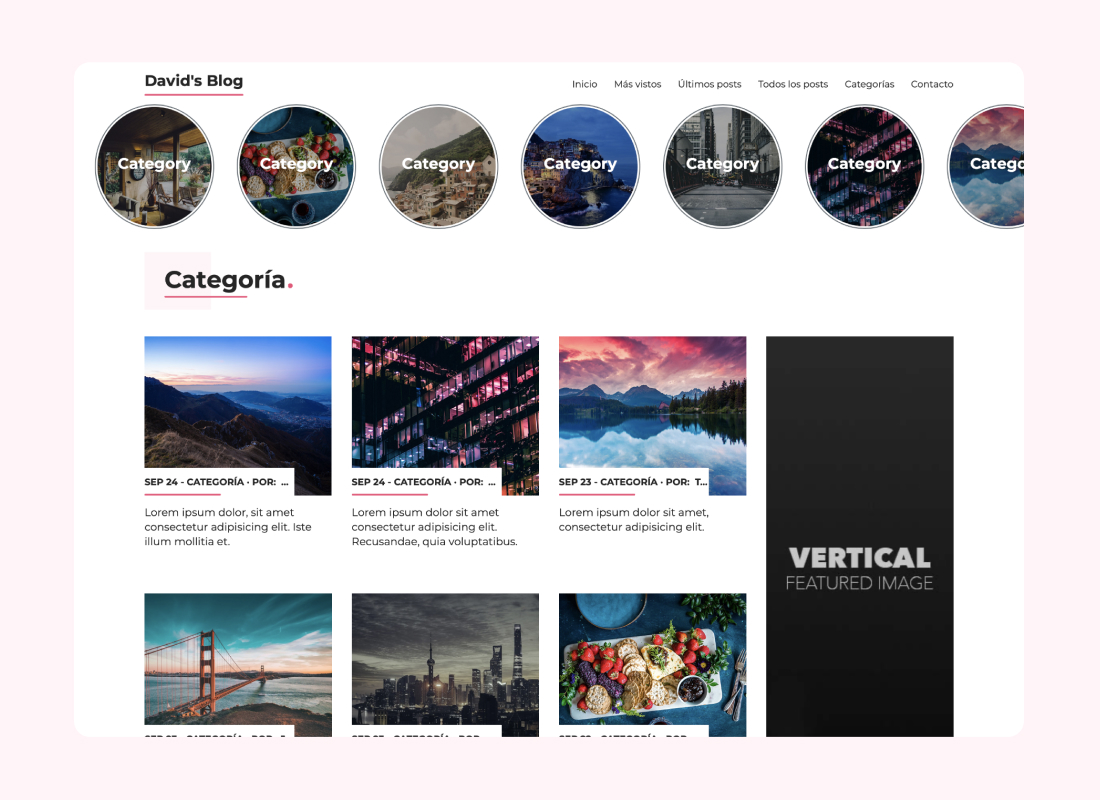 David's Blog
Inicio Más vistos Últimos posts Todos los posts Categorías Contacto
Category Category Category Category Category Category Catego
Categoría.
SEP 24 - CATEGORÍA · POR: ...
SEP 24 - CATEGORÍA · POR: ...
SEP 23 - CATEGORÍA · POR: T...
Lorem ipsum dolor, sit amet
consectetur adipisicing elit. Iste
illum mollitia et.
Lorem ipsum dolor sit amet
consectetur adipisicing elit.
Recusandae, quia voluptatibus.
Lorem ipsum dolor sit amet,
consectetur adipisicing elit.
VERTICAL
FEATURED IMAGE